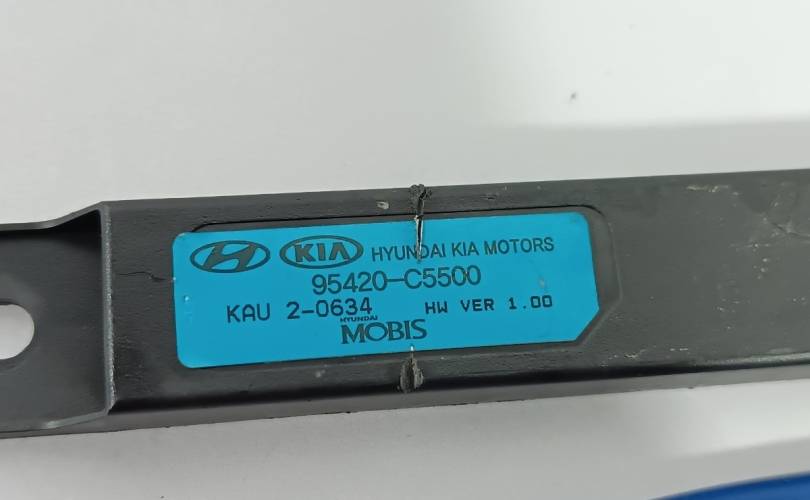 KIA HYUNDAI KIA MOTORS
95420-C5500
KAU 2-0634 HW VER 1.00
HYUNDAI
MOBIS